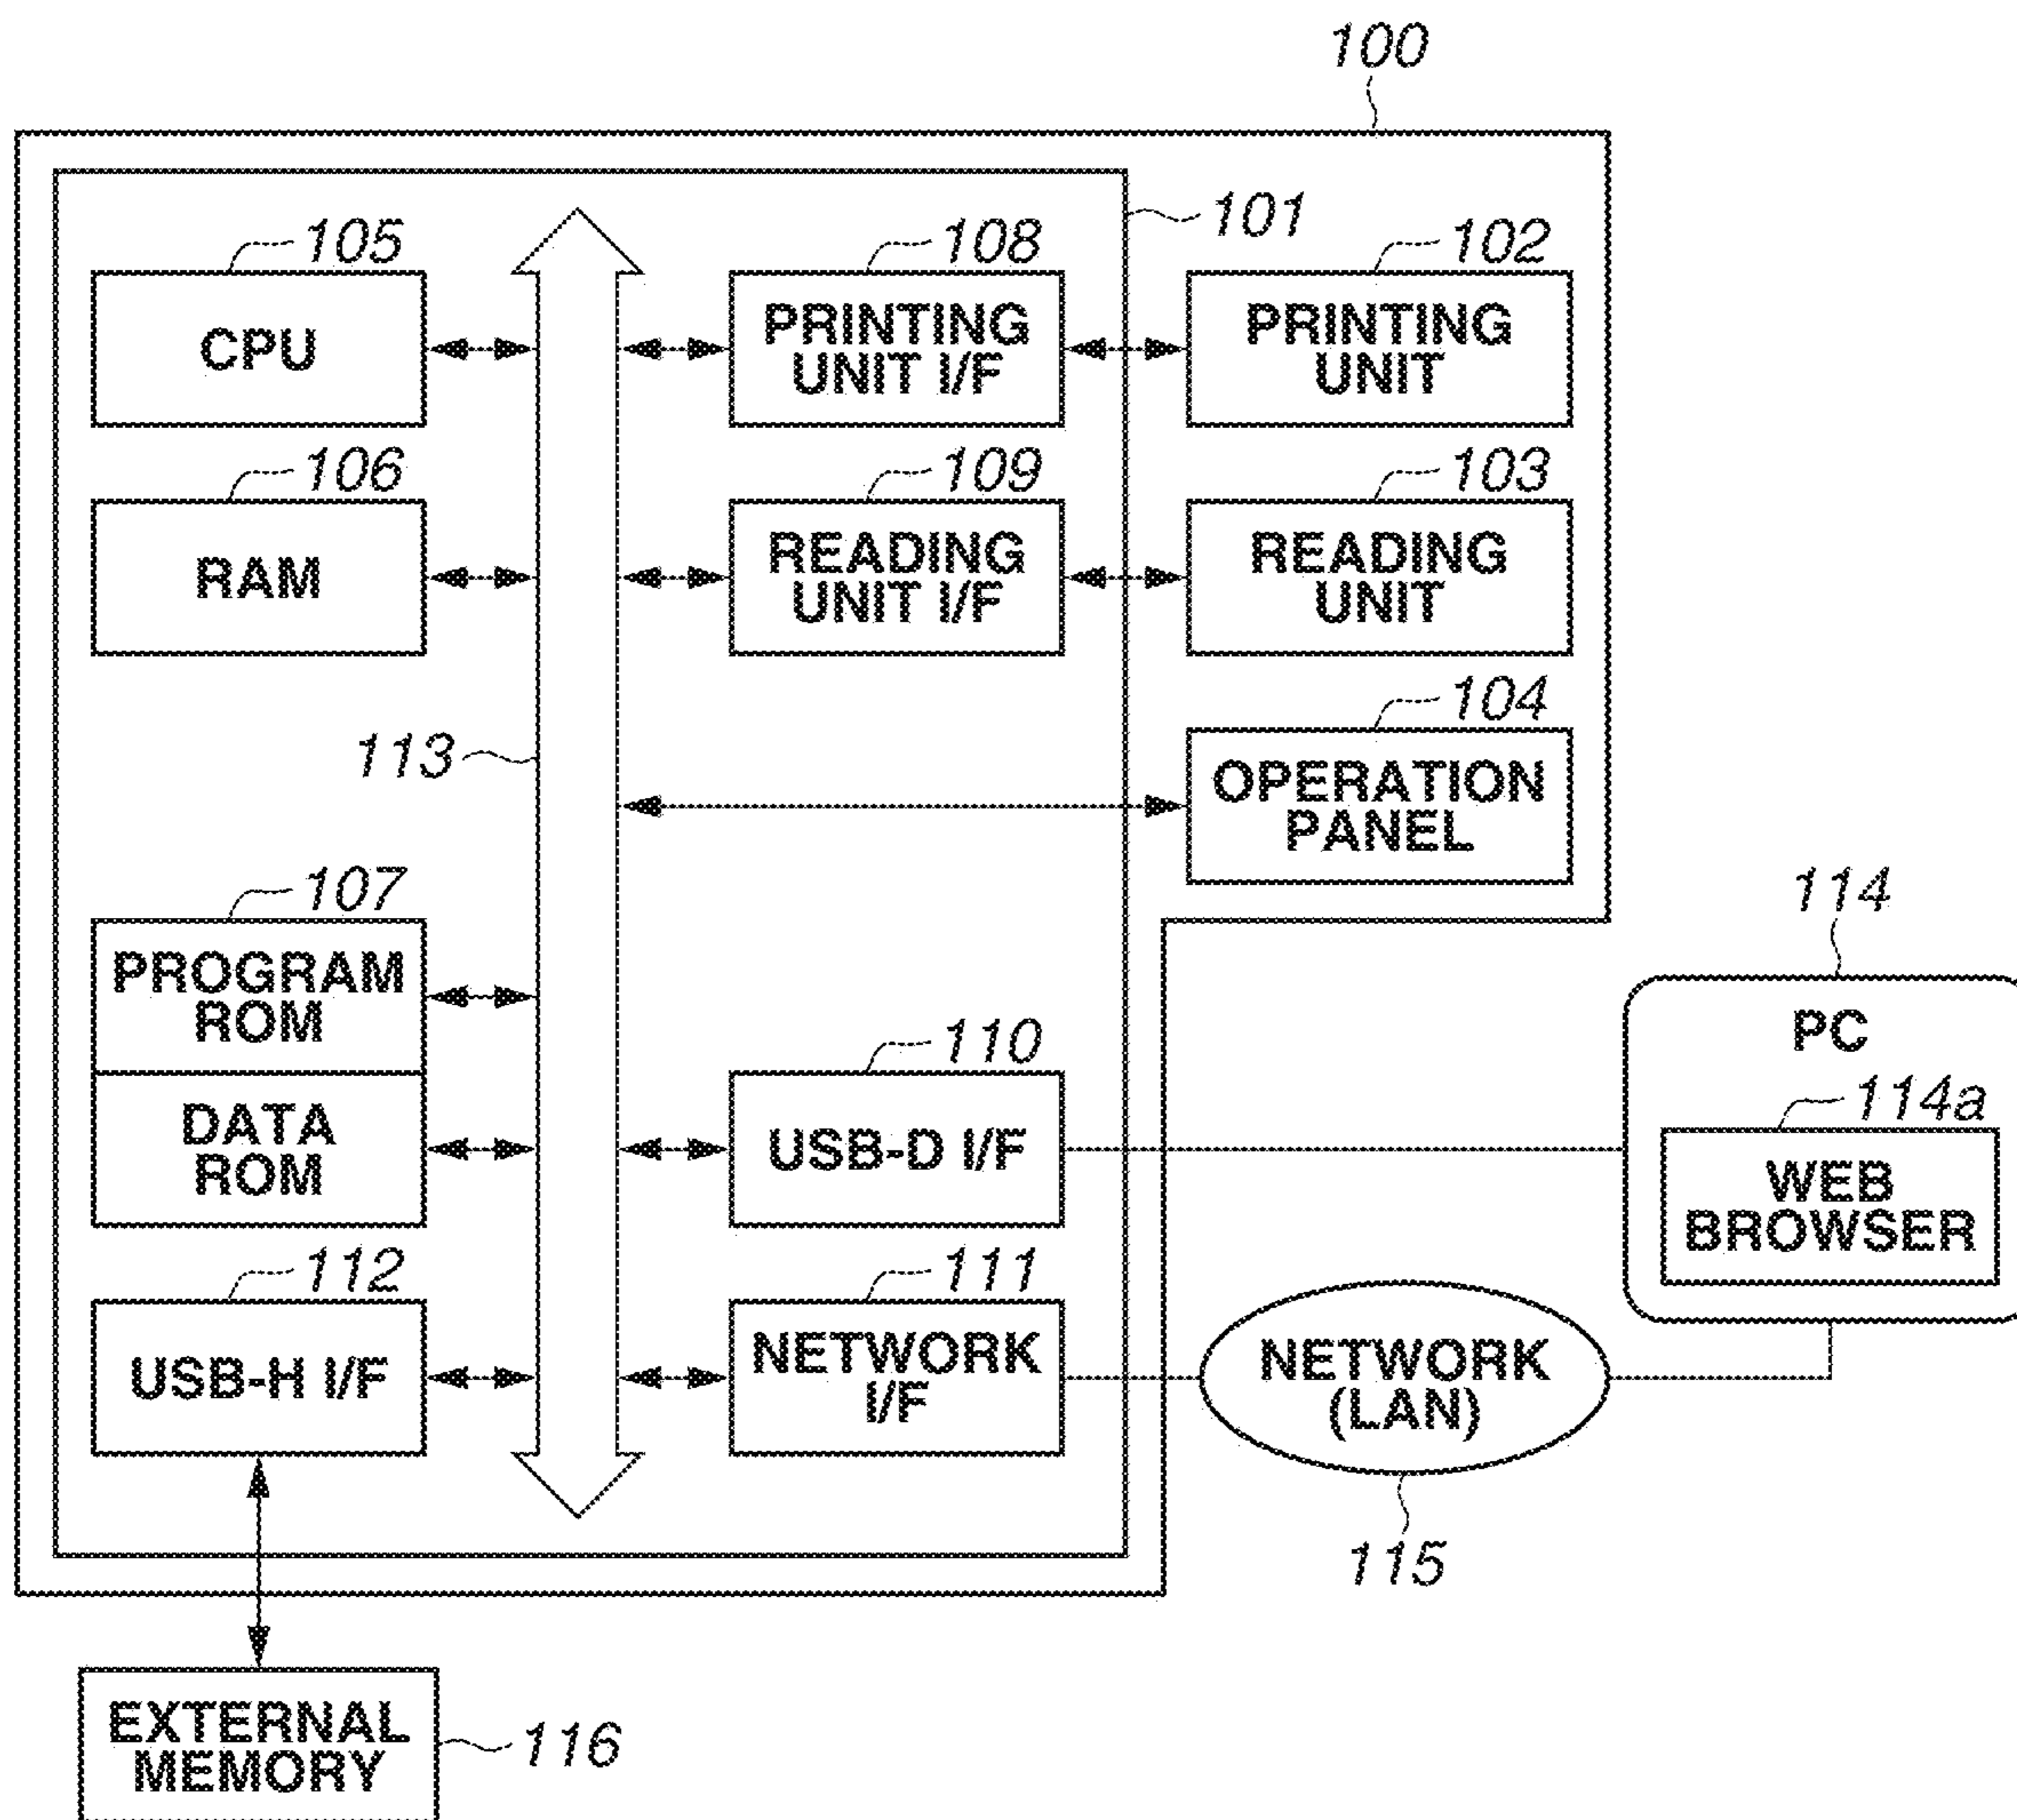 100
101
105
CPU
108
PRINTING
UNIT I/F
102
PRINTING
UNIT
106
RAM
109
READING
UNIT I/F
103
READING
UNIT
113
104
OPERATION
PANEL
107
PROGRAM
ROM
DATA
ROM
110
USB-D I/F
114
PC
114a
WEB
BROWSER
112
USB-H I/F
111
NETWORK
I/F
NETWORK
(LAN)
115
EXTERNAL
MEMORY
116